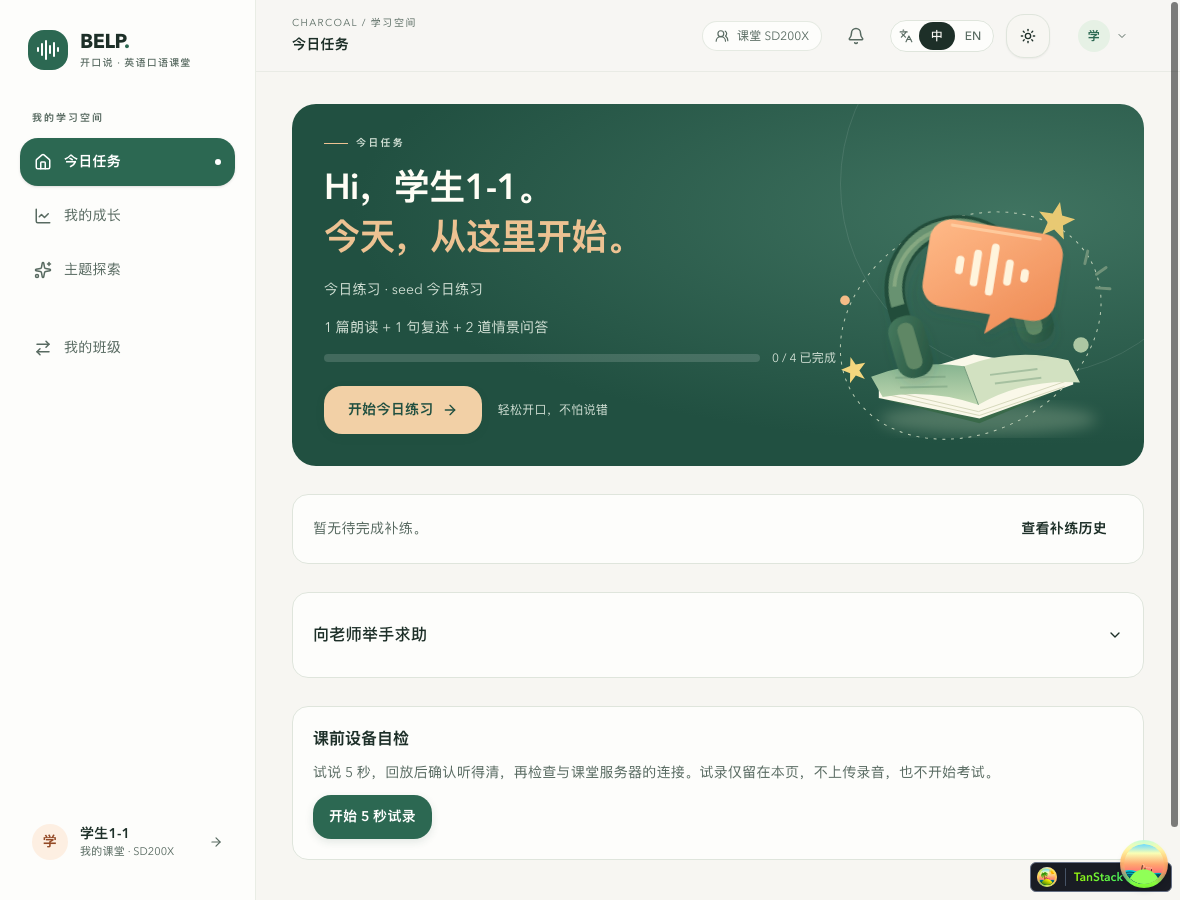 BELP.
开口说 · 英语口语课堂
我的学习空间
今日任务
我的成长
主题探索
我的班级
学
学生1-1
我的课堂 · SD200X
CHARCOAL / 学习空间
今日任务
课堂 SD200X
中
EN
学
今日任务
Hi，学生1-1。
今天，从这里开始。
今日练习 · seed 今日练习
1 篇朗读 + 1 句复述 + 2 道情景问答
0 / 4 已完成
开始今日练习
轻松开口，不怕说错
暂无待完成补练。
查看补练历史
向老师举手求助
课前设备自检
试说 5 秒，回放后确认听得清，再检查与课堂服务器的连接。试录仅留在本页，不上传录音，也不开始考试。
开始 5 秒试录
TanStack